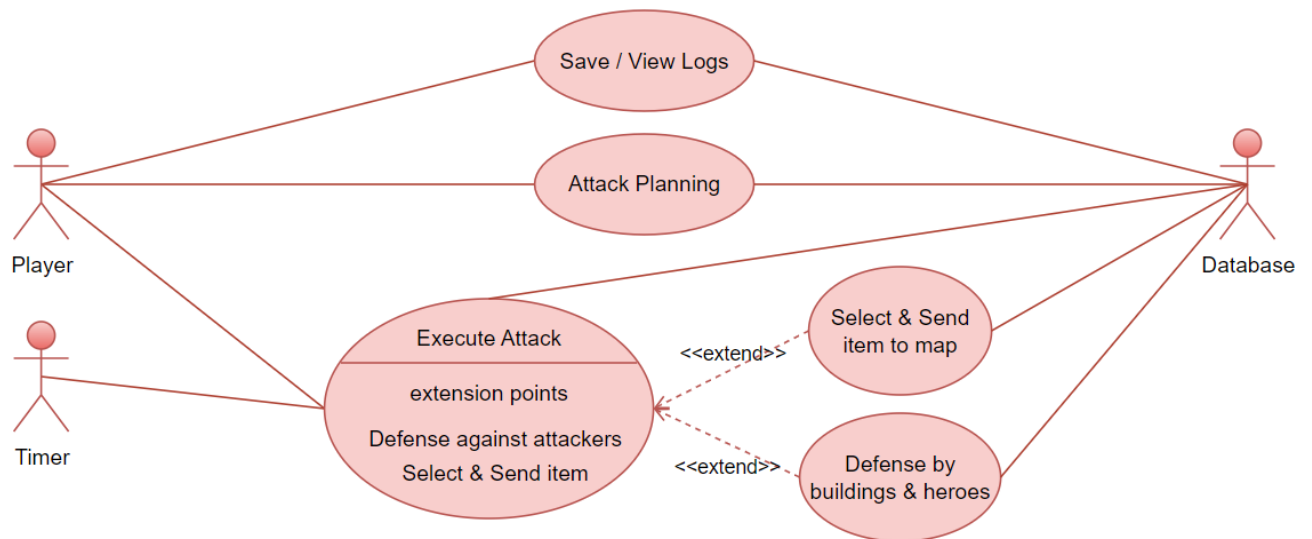 Save / View Logs
Attack Planning
Player
Database
Execute Attack
extension points
Defense against attackers
Select & Send item
Timer
<<extend>>
Select & Send
item to map
<<extend>>
Defense by
buildings & heroes